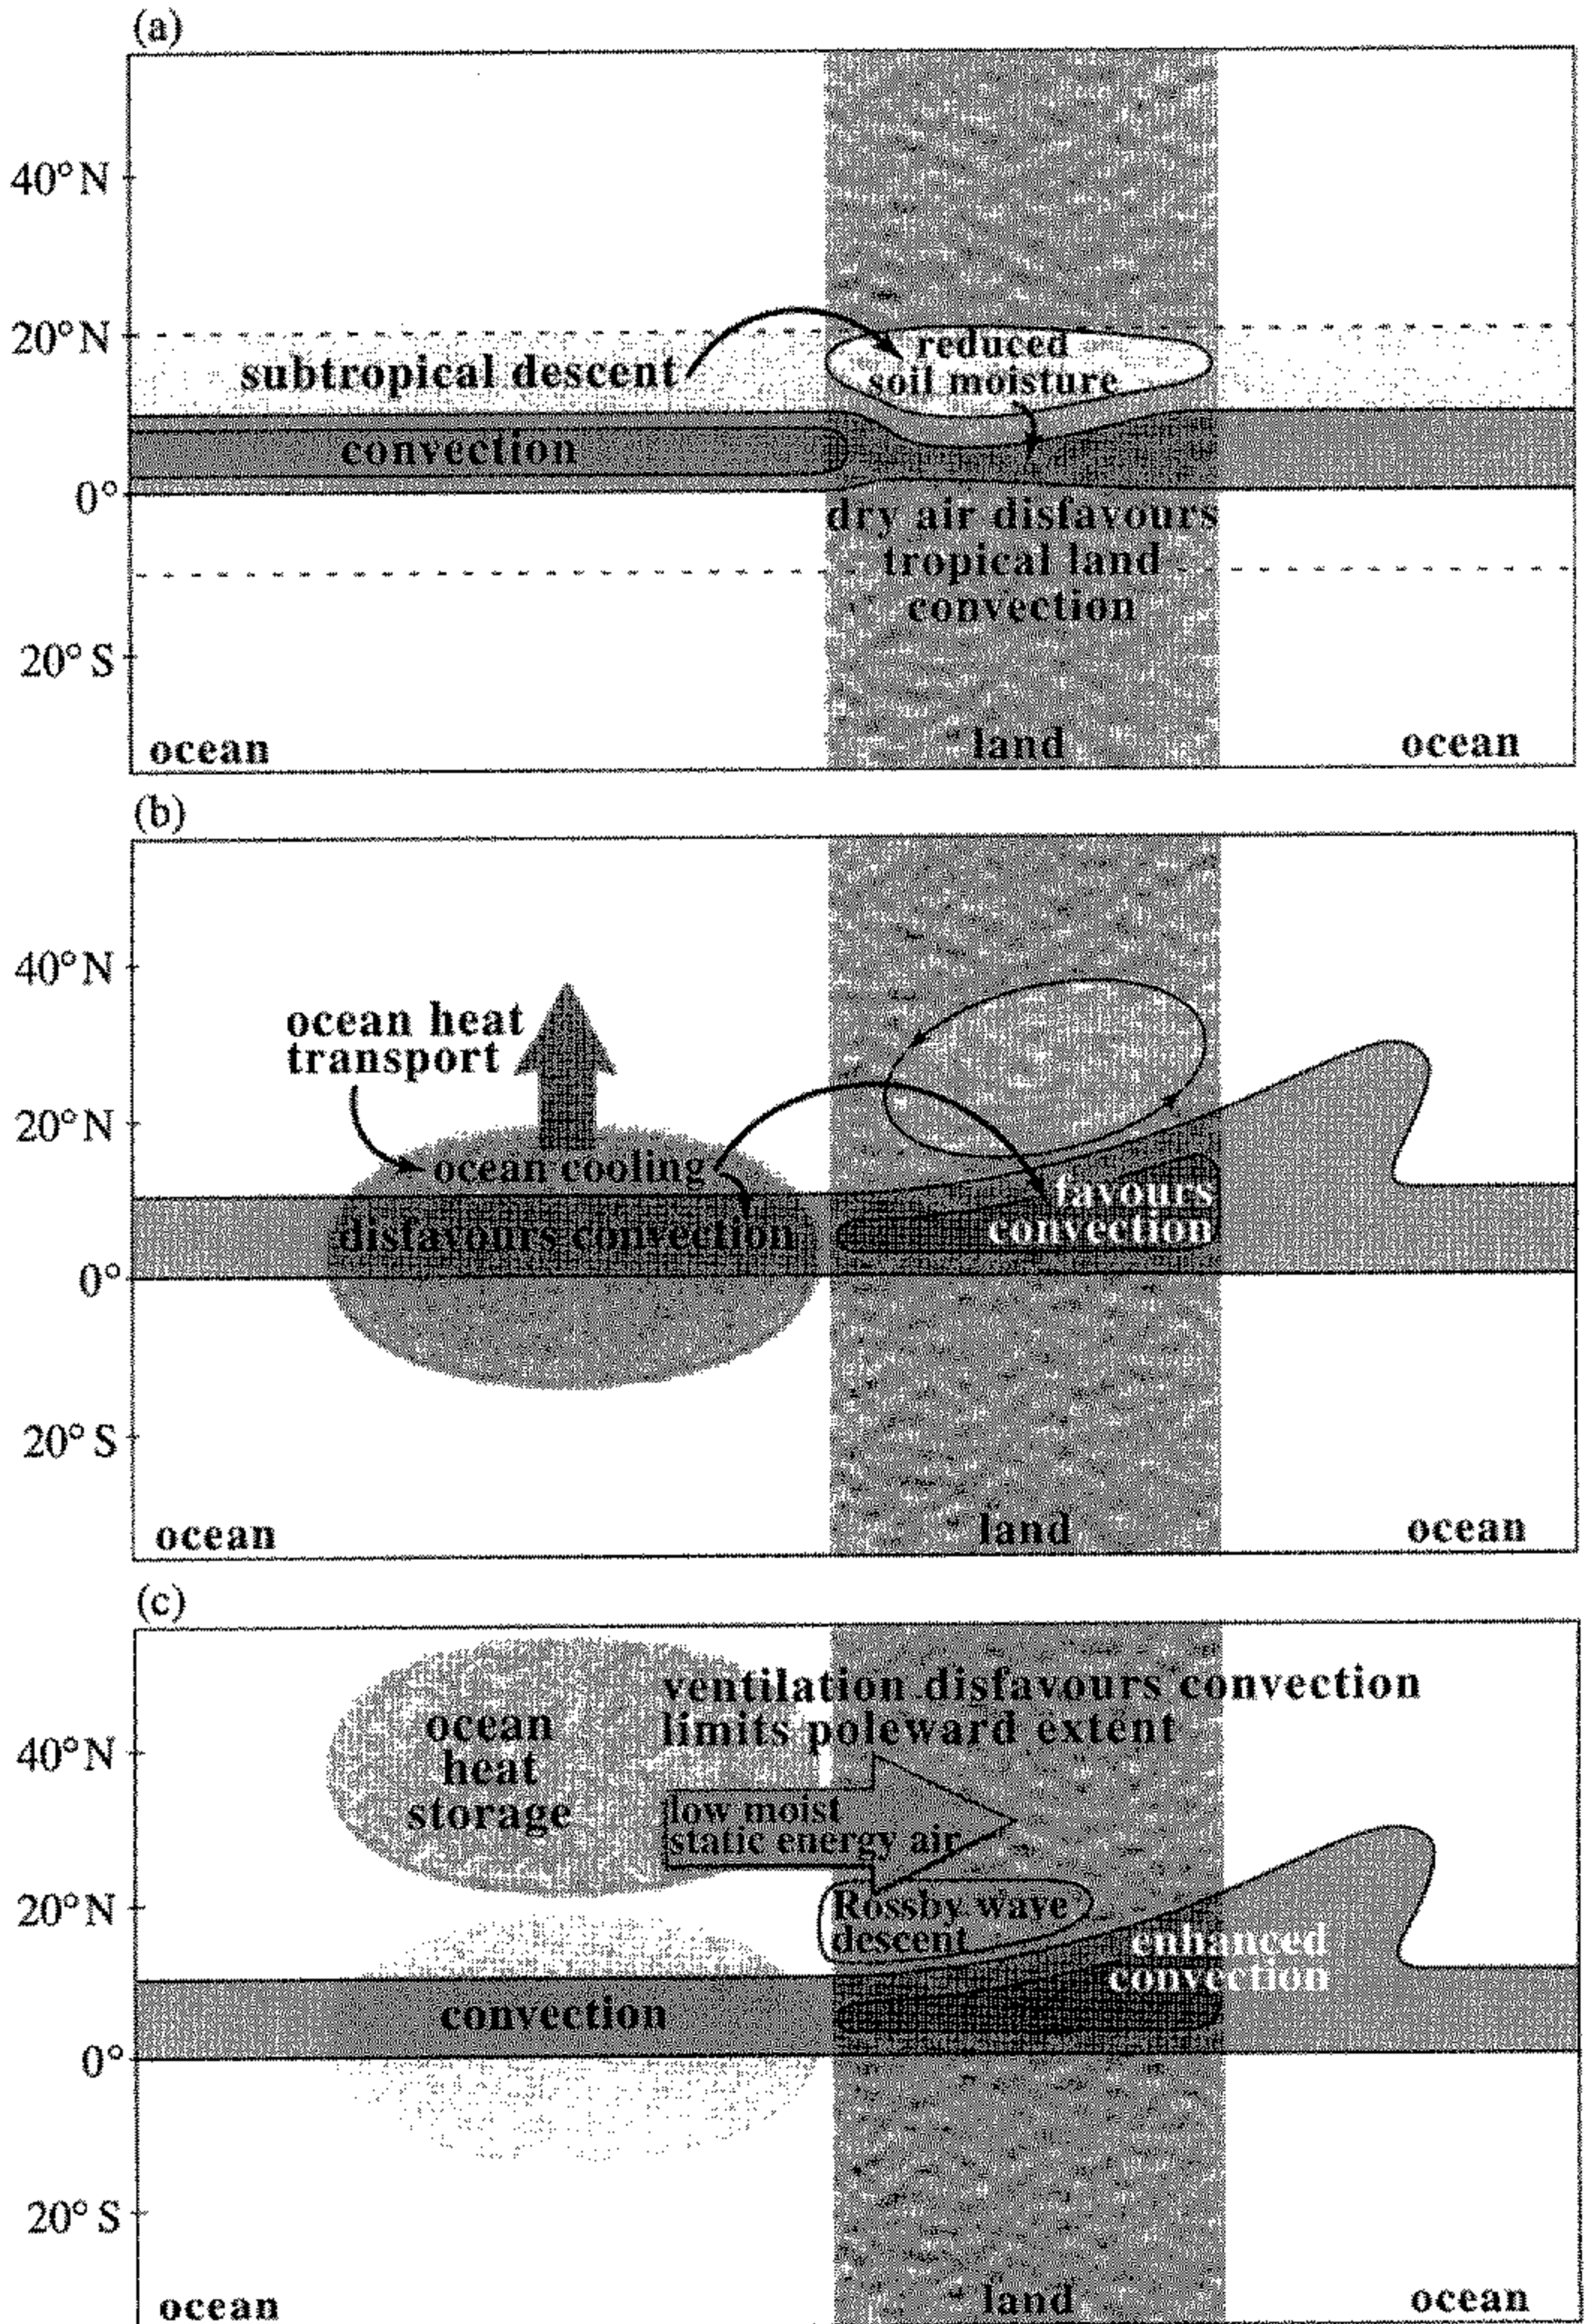 (a)
40°N
20°N
subtropical descent
reduced
soil moisture
convection
0°
dry air disfavours
tropical land
convection
20°S
ocean
land
ocean
(b)
40°N
ocean heat
transport
20°N
ocean cooling
favours
convection
disfavours convection
0°
20°S
ocean
land
ocean
(c)
ventilation disfavours convection
limits poleward extent
ocean
heat
storage
40°N
low moist
static energy air
20°N
Rossby wave
descent
enhanced
convection
convection
0°
20°S
ocean
land
ocean